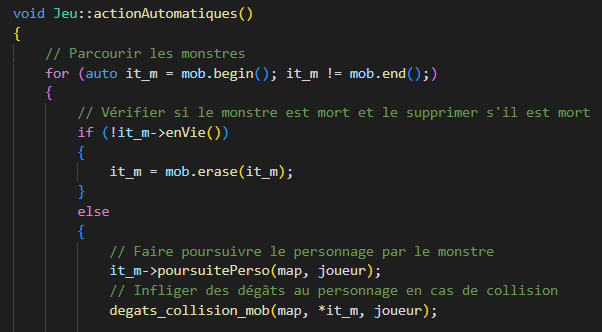 void Jeu::actionAutomatiques()
{
    // Parcourir les monstres
    for (auto it_m = mob.begin(); it_m != mob.end();)
    {
        // Vérifier si le monstre est mort et le supprimer s'il est mort
        if (!it_m->enVie())
        {
            it_m = mob.erase(it_m);
        }
        else
        {
            // Faire poursuivre le personnage par le monstre
            it_m->poursuitePerso(map, joueur);
            // Infliger des dégâts au personnage en cas de collision
            degats_collision_mob(map, *it_m, joueur);